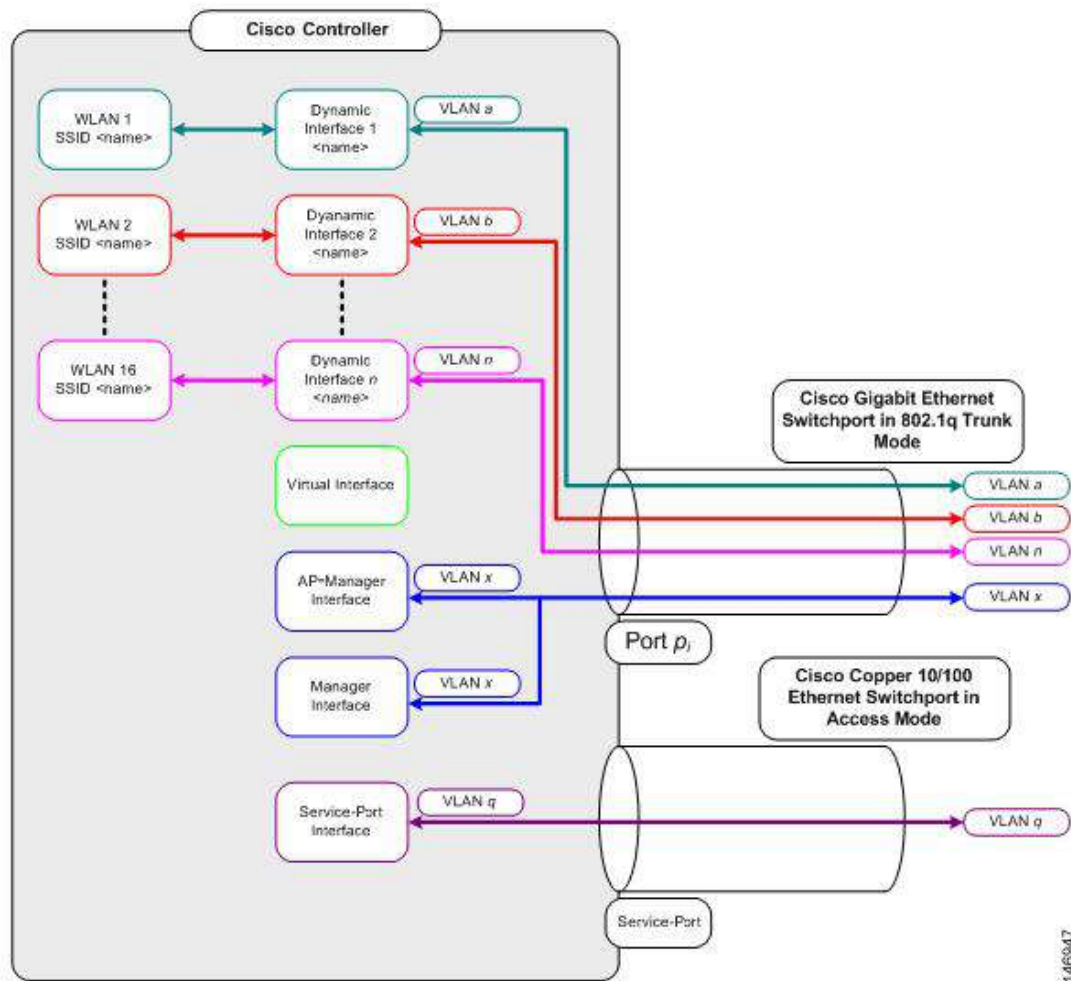 Cisco Controller
WLAN 1
SSID <name>
Dynamic
Interface 1
<name>
VLAN a
WLAN 2
SSID <name>
Dyanamic
Interface 2
<name>
VLAN b
WLAN 16
SSID <name>
Dynamic
Interface n
<name>
VLAN n
Virtual Interface
AP-Manager
Interface
VLAN x
Manager
Interface
VLAN x
Service-Port
Interface
VLAN q
Cisco Gigabit Ethernet
Switchport in 802.1q Trunk
Mode
VLAN a
VLAN b
VLAN n
VLAN x
Port pj
Cisco Copper 10/100
Ethernet Switchport in
Access Mode
VLAN q
Service-Port
146947